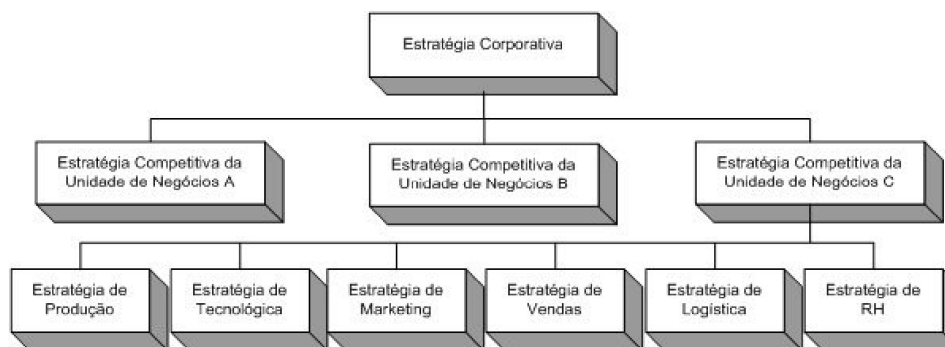 Estratégia Corporativa
Estratégia Competitiva da
Unidade de Negócios A
Estratégia Competitiva da
Unidade de Negócios B
Estratégia Competitiva da
Unidade de Negócios C
Estratégia de
Produção
Estratégia de
Tecnológica
Estratégia de
Marketing
Estratégia de
Vendas
Estratégia de
Logística
Estratégia de
RH